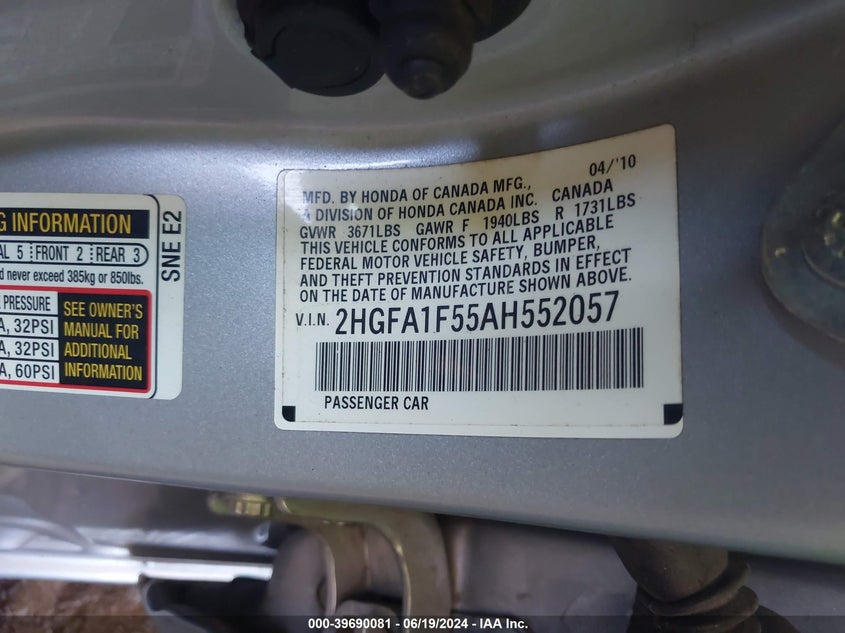 G INFORMATION
AL 5 FRONT 2 REAR 3
d never exceed 385kg or 850lbs.
PRESSURE
A, 32PSI
A, 32PSI
A, 60PSI
SEE OWNER'S
MANUAL FOR
ADDITIONAL
INFORMATION
SNE E2
04/'10
MFD. BY HONDA OF CANADA MFG.,
A DIVISION OF HONDA CANADA INC. CANADA
GVWR 3671LBS GAWR F 1940LBS R 1731LBS
THIS VEHICLE CONFORMS TO ALL APPLICABLE
FEDERAL MOTOR VEHICLE SAFETY, BUMPER,
AND THEFT PREVENTION STANDARDS IN EFFECT
ON THE DATE OF MANUFACTURE SHOWN ABOVE.
V.I.N. 2HGFA1F55AH552057
PASSENGER CAR
000-39690081 - 06/19/2024 - IAA Inc.